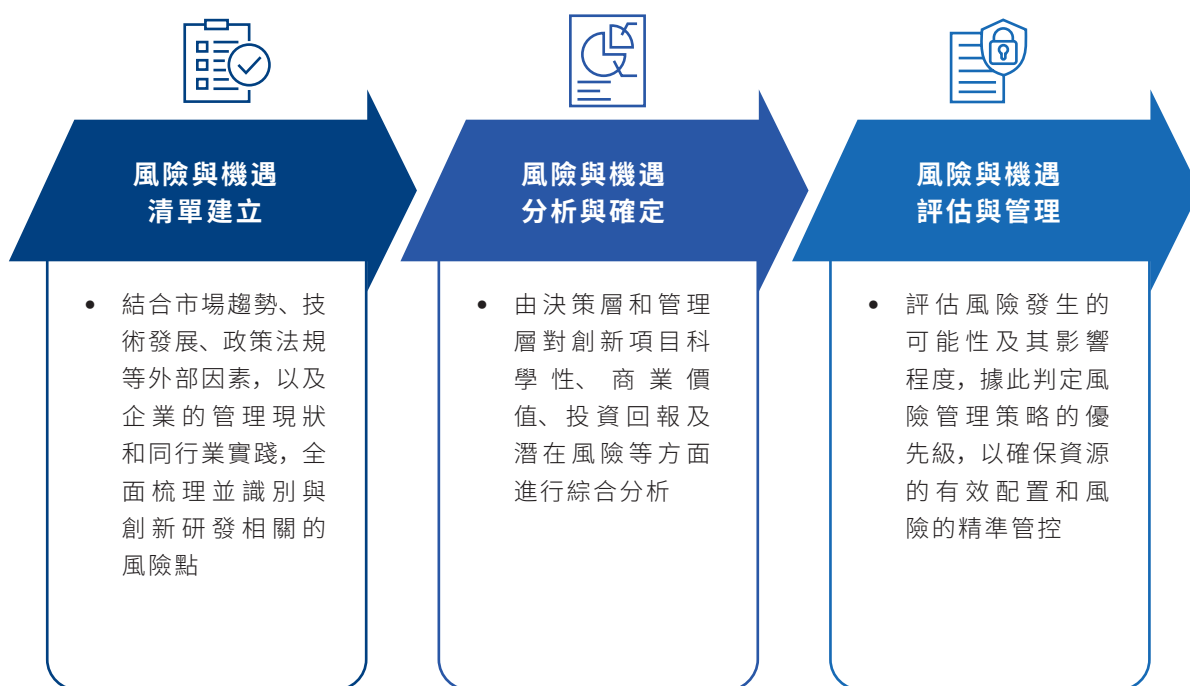 風險與機遇
清單建立
• 結合市場趨勢、技
術發展、政策法規
等外部因素，以及
企業的管理現狀
和同行業實踐，全
面梳理並識別與
創新研發相關的
風險點
風險與機遇
分析與確定
• 由決策層和管理
層對創新項目科
學性、商業價
值、投資回報及
潛在風險等方面
進行綜合分析
風險與機遇
評估與管理
• 評估風險發生的
可能性及其影響
程度，據此判定風
險管理策略的優
先級，以確保資源
的有效配置和風
險的精準管控